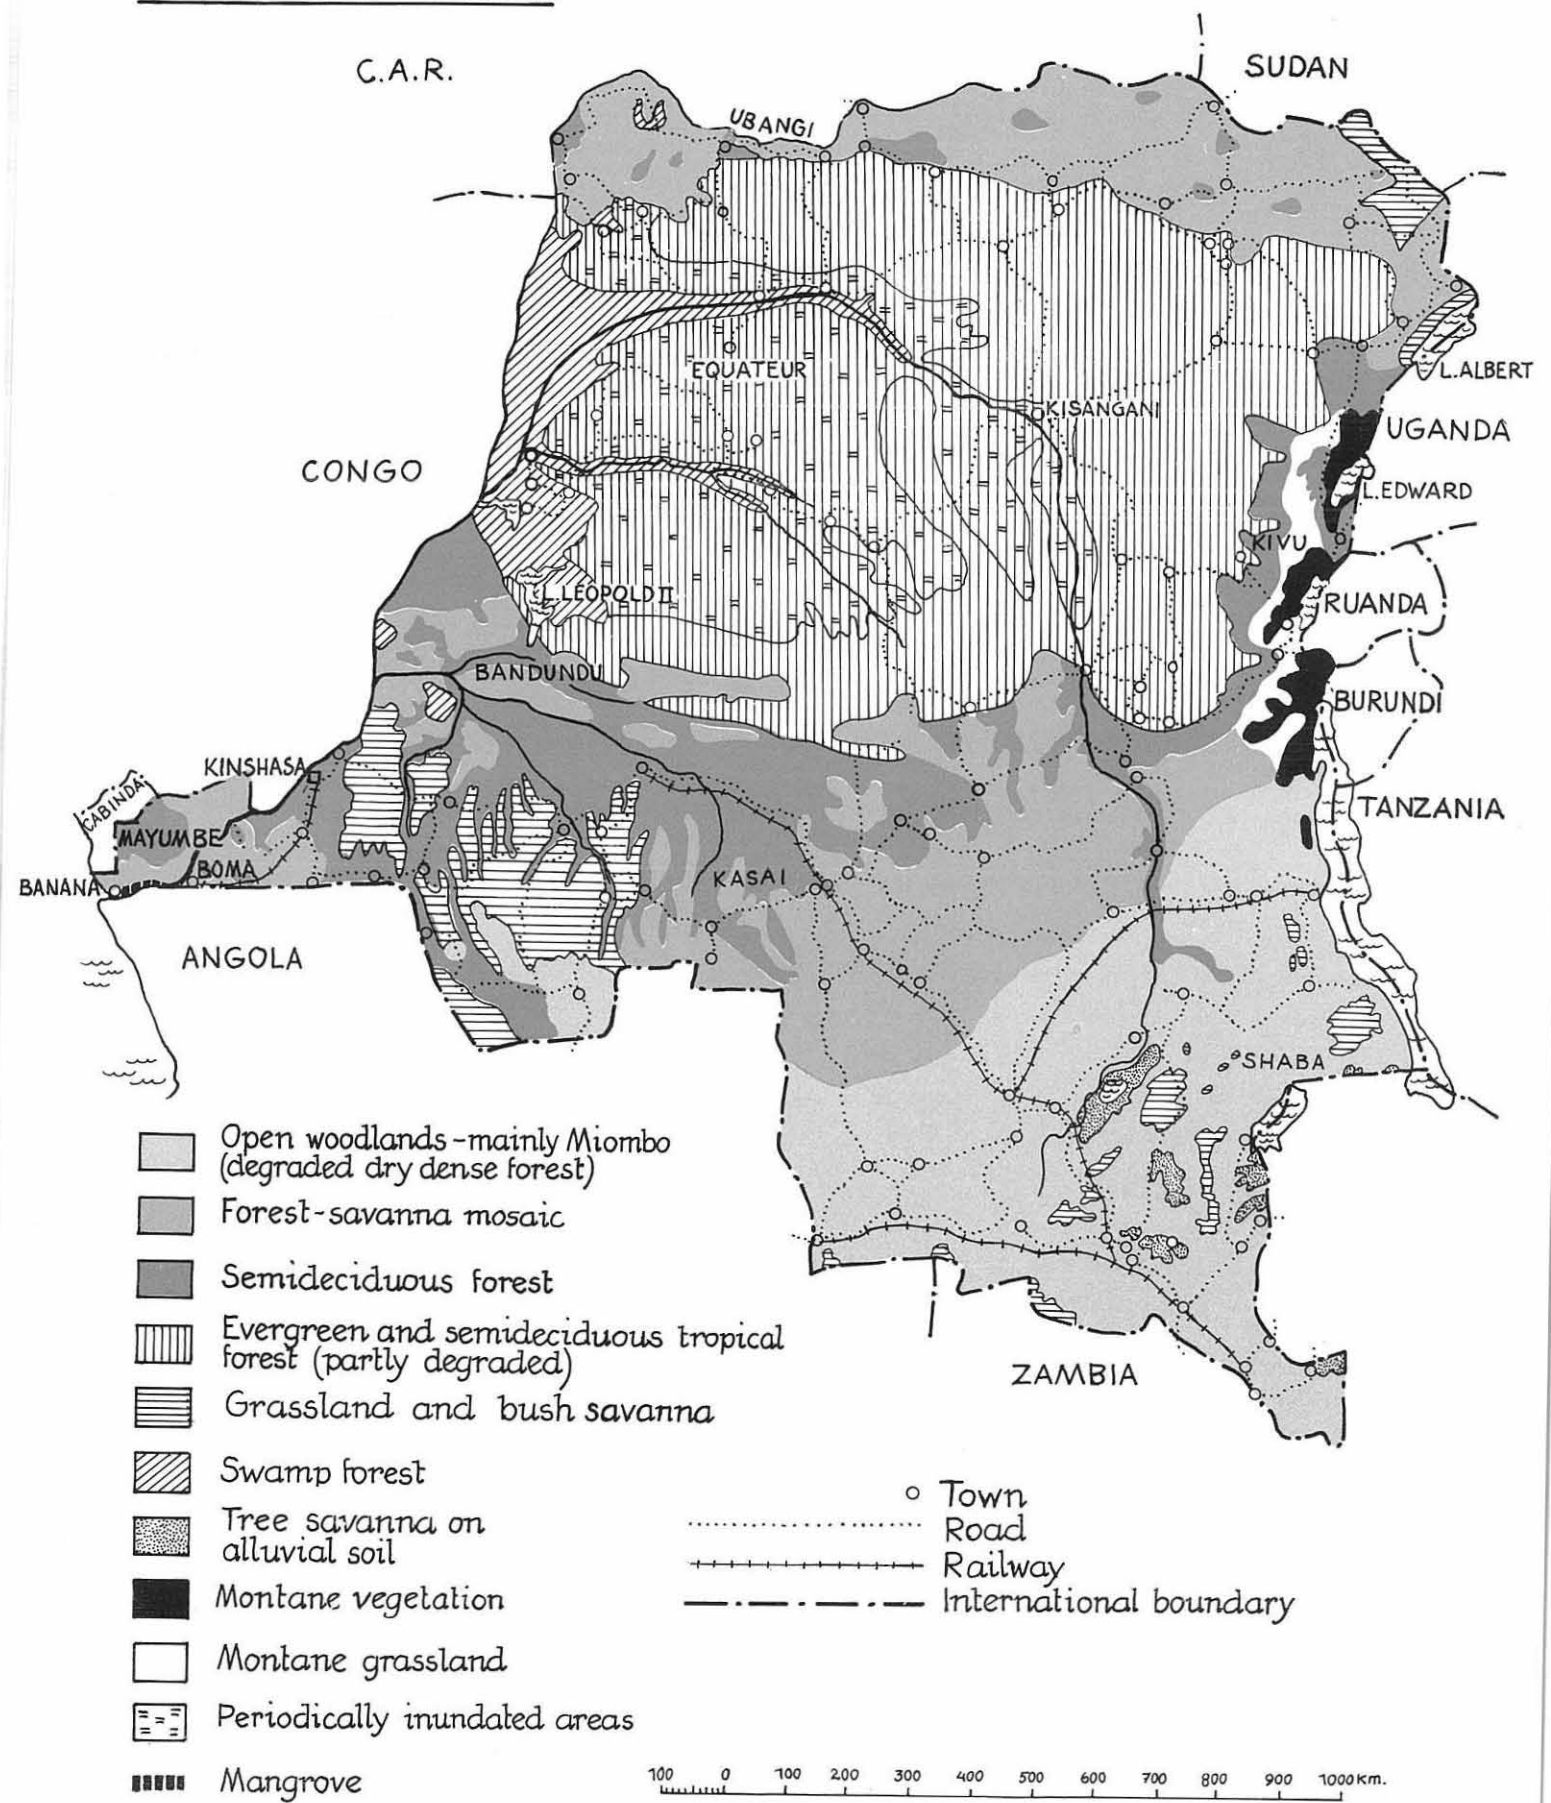 C.A.R.
SUDAN
UBANGI
L.ALBERT
EQUATEUR
KISANGANI
UGANDA
CONGO
L.EDWARD
KIVU
L.LEOPOLD II
RUANDA
BANDUNDU
BURUNDI
KINSHASA
CABINDA
TANZANIA
MAYUMBE
BOMA
KASAI
BANANA
ANGOLA
SHABA
ZAMBIA
Open woodlands-mainly Miombo
(degraded dry dense forest)
Forest-savanna mosaic
Semideciduous forest
Evergreen and semideciduous tropical
forest (partly degraded)
Grassland and bush savanna
Swamp forest
Tree savanna on
alluvial soil
Montane vegetation
Montane grassland
Periodically inundated areas
Mangrove
Town
Road
Railway
International boundary
100 0 100 200 300 400 500 600 700 800 900 1000 Km.